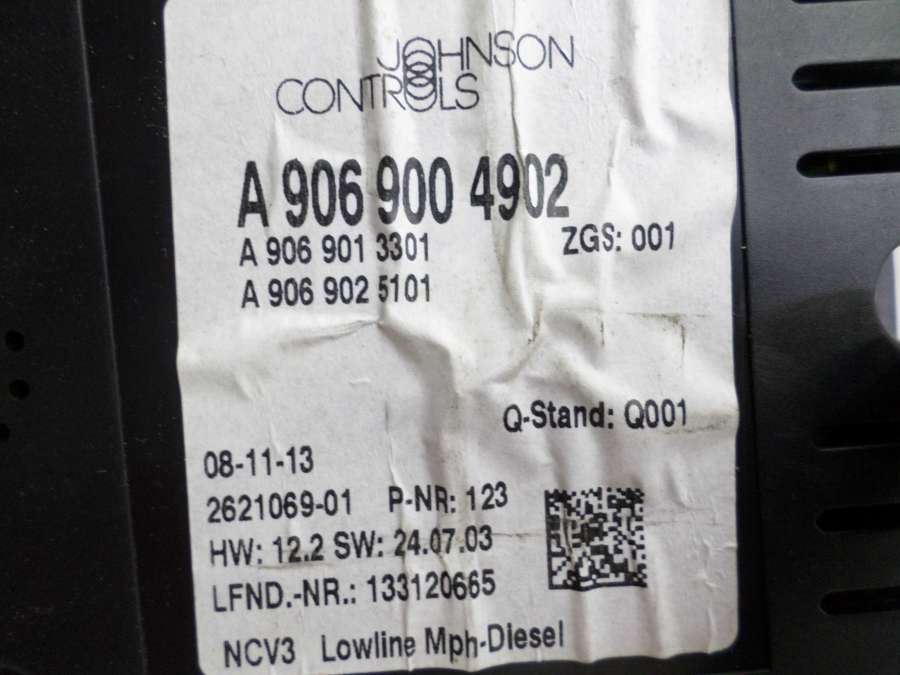 JOHNSON
CONTROLS
A 906 900 4902
A 906 901 3301 ZGS: 001
A 906 902 5101
Q-Stand: Q001
08-11-13
2621069-01 P-NR: 123
HW: 12.2 SW: 24.07.03
LFND.-NR.: 133120665
NCV3 Lowline Mph-Diesel